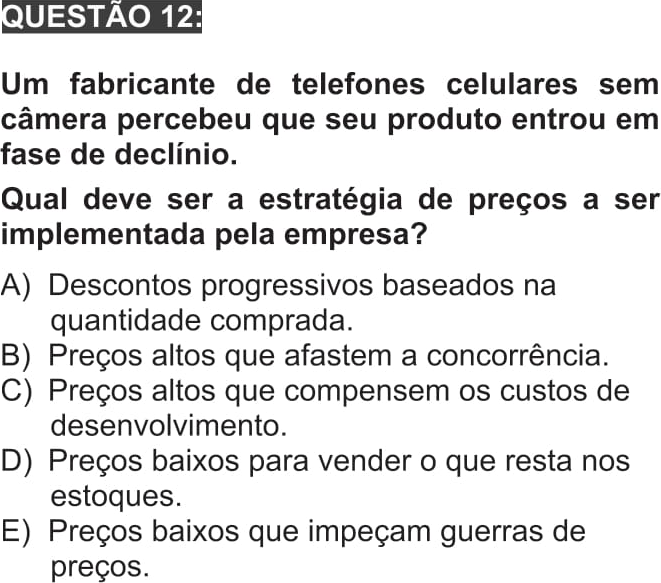 QUESTÃO 12:
Um fabricante de telefones celulares sem
câmera percebeu que seu produto entrou em
fase de declínio.
Qual deve ser a estratégia de preços a ser
implementada pela empresa?
A) Descontos progressivos baseados na
quantidade comprada.
B) Preços altos que afastem a concorrência.
C) Preços altos que compensem os custos de
desenvolvimento.
D) Preços baixos para vender o que resta nos
estoques.
E) Preços baixos que impeçam guerras de
preços.